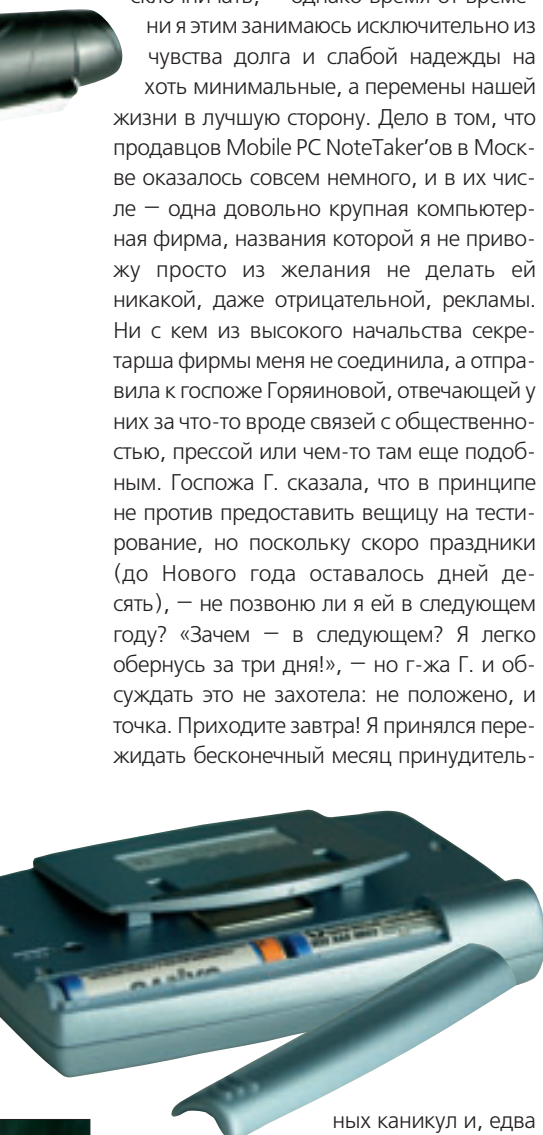 ни я этим занимаюсь исключительно из
чувства долга и слабой надежды на
хоть минимальные, а перемены нашей
жизни в лучшую сторону. Дело в том, что
продавцов Mobile PC NoteTaker’ов в Моск-
ве оказалось совсем немного, и в их чис-
ле — одна довольно крупная компьютер-
ная фирма, названия которой я не приво-
жу просто из желания не делать ей
никакой, даже отрицательной, рекламы.
Ни с кем из высокого начальства секре-
тарша фирмы меня не соединила, а отпра-
вила к госпоже Горяиновой, отвечающей у
них за что-то вроде связей с общественно-
стью, прессой или чем-то там еще подоб-
ным. Госпожа Г. сказала, что в принципе
не против предоставить вещицу на тести-
рование, но поскольку скоро праздники
(до Нового года оставалось дней де-
сять), — не позвоню ли я ей в следующем
году? «Зачем — в следующем? Я легко
обернусь за три дня!», — но г-жа Г. и об-
суждать это не захотела: не положено, и
точка. Приходите завтра! Я принялся пере-
жидать бесконечный месяц принудитель-
ных каникул и, едва